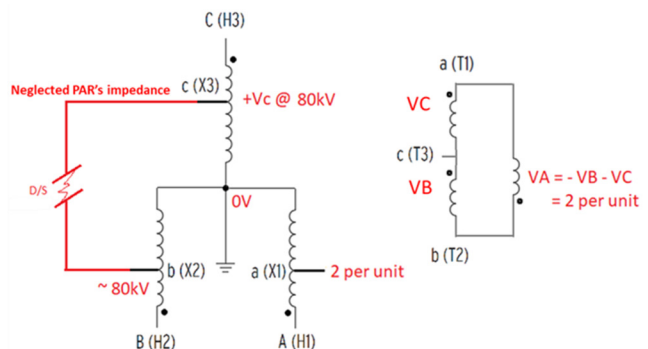 C (H3)
c (X3)
Neglected PAR's impedance
+Vc @ 80kV
D/S
0V
b (X2)
~ 80kV
a (X1)
2 per unit
B (H2)
A (H1)
a (T1)
VC
c (T3)
VB
VA = - VB - VC
= 2 per unit
b (T2)